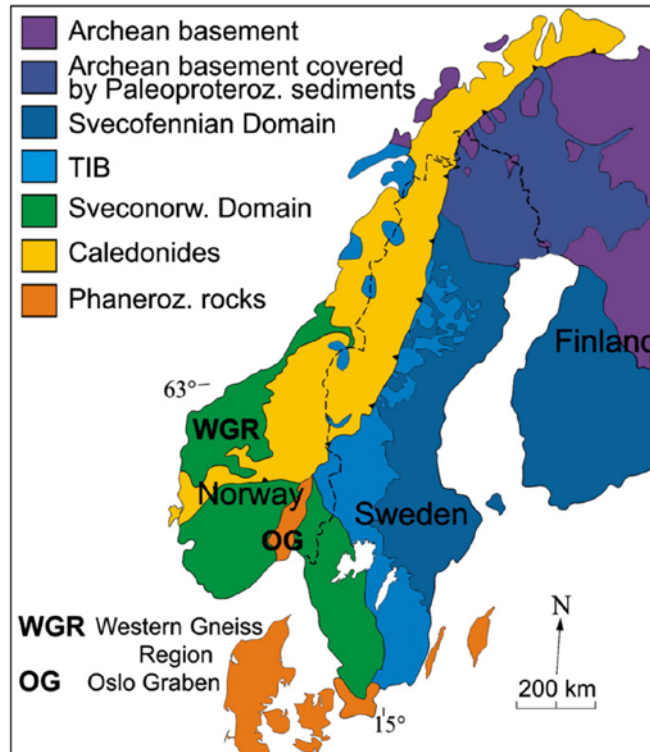 Archean basement
Archean basement covered
by Paleoproteroz. sediments
Svecofennian Domain
TIB
Sveconorw. Domain
Caledonides
Phaneroz. rocks
Finland
63°
WGR
Norway
OG
Sweden
WGR Western Gneiss
Region
OG Oslo Graben
N
200 km
15°